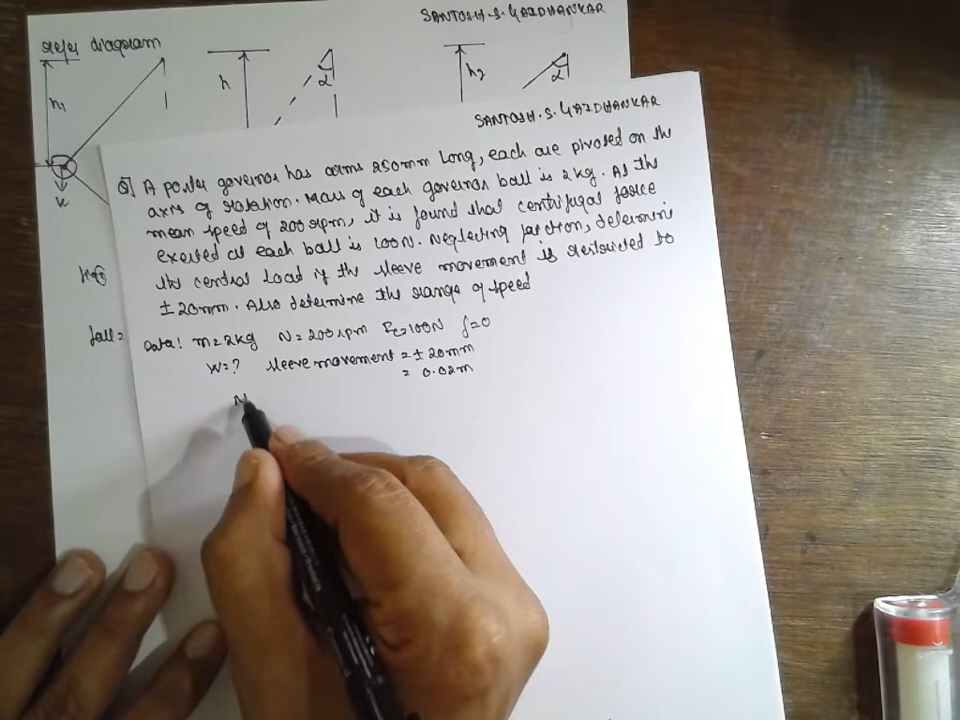 SANTOSH.S.GAIDHANKAR
refer diagram
h1
h
α
h2
α
SANTOSH.S.GAIDHANKAR
Q] A porter governor has arms 250mm long, each are pivoted on the
axis of rotation. Mass of each governor ball is 2kg. At the
mean speed of 200rpm, it is found that centrifugal force
exerted at each ball is 100N. Neglecting friction, determine
the central load if the sleeve movement is restricted to
±20mm. Also determine the range of speed
Data! m=2kg N=200rpm Fc=100N f=0
W=? sleeve movement = ±20mm
= 0.02m
N